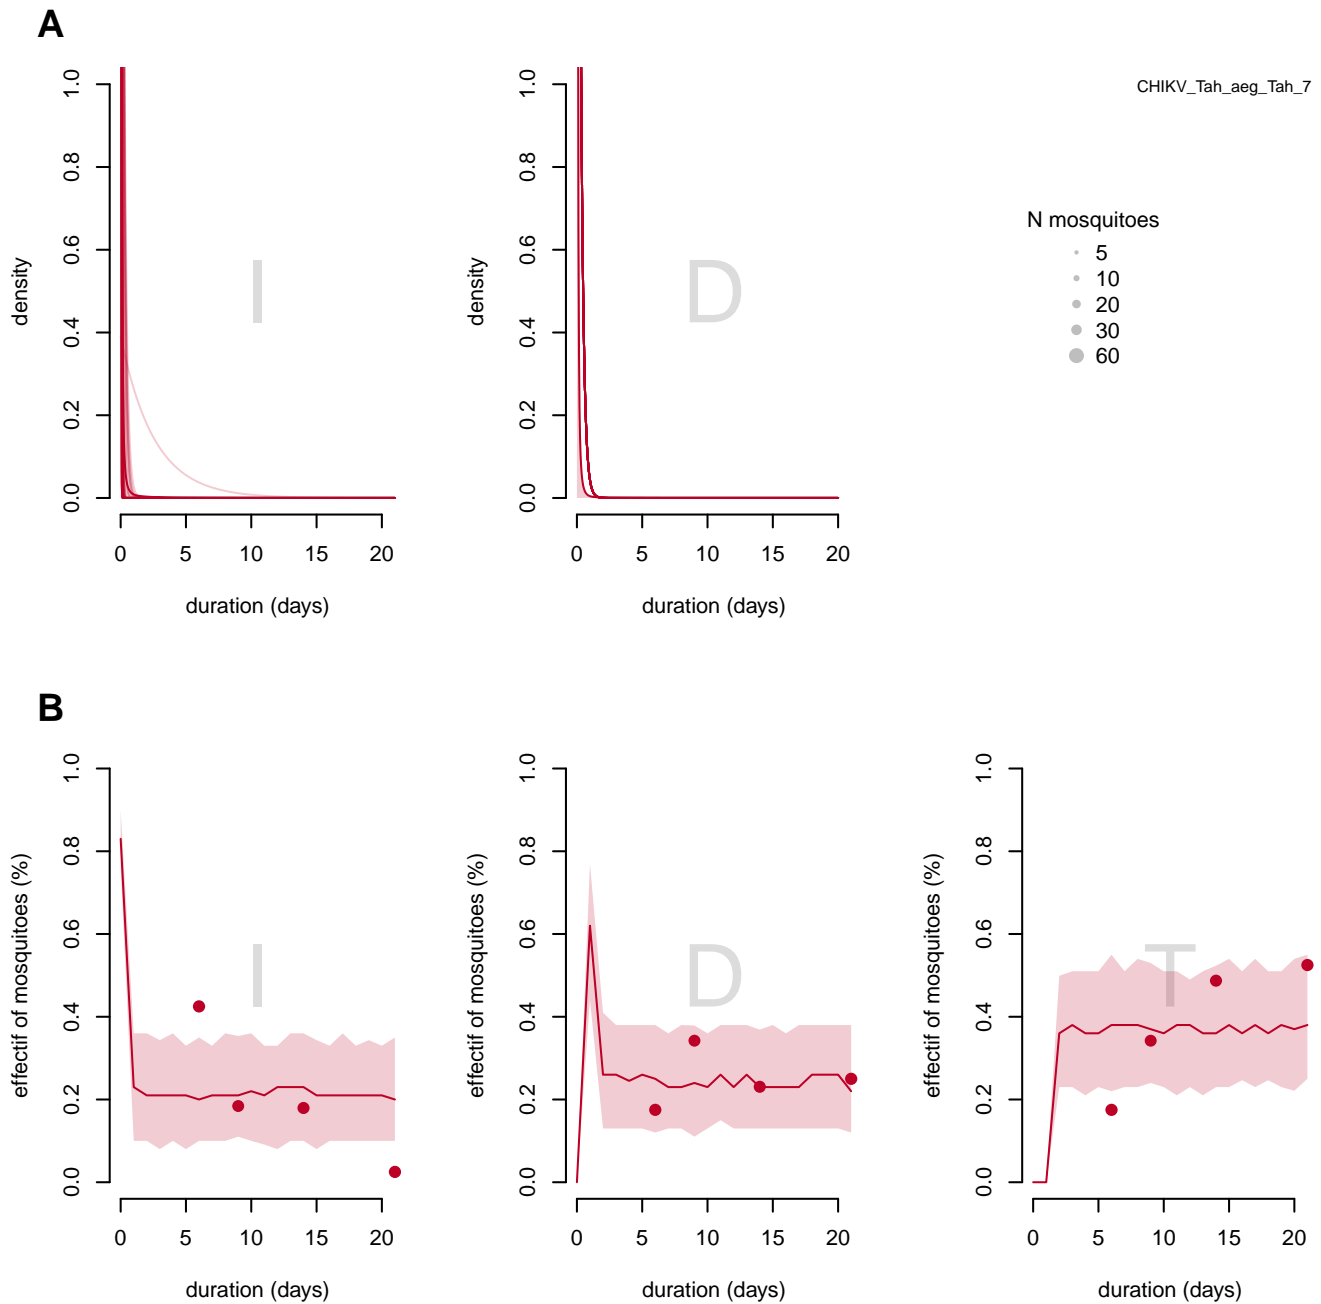 A
density
0.0 0.2 0.4 0.6 0.8 1.0
I
0 5 10 15 20
duration (days)
density
0.0 0.2 0.4 0.6 0.8 1.0
D
0 5 10 15 20
duration (days)
CHIKV_Tah_aeg_Tah_7
N mosquitoes
5
10
20
30
60
B
effectif of mosquitoes (%)
0.0 0.2 0.4 0.6 0.8 1.0
I
0 5 10 15 20
duration (days)
effectif of mosquitoes (%)
0.0 0.2 0.4 0.6 0.8 1.0
D
0 5 10 15 20
duration (days)
effectif of mosquitoes (%)
0.0 0.2 0.4 0.6 0.8 1.0
T
0 5 10 15 20
duration (days)